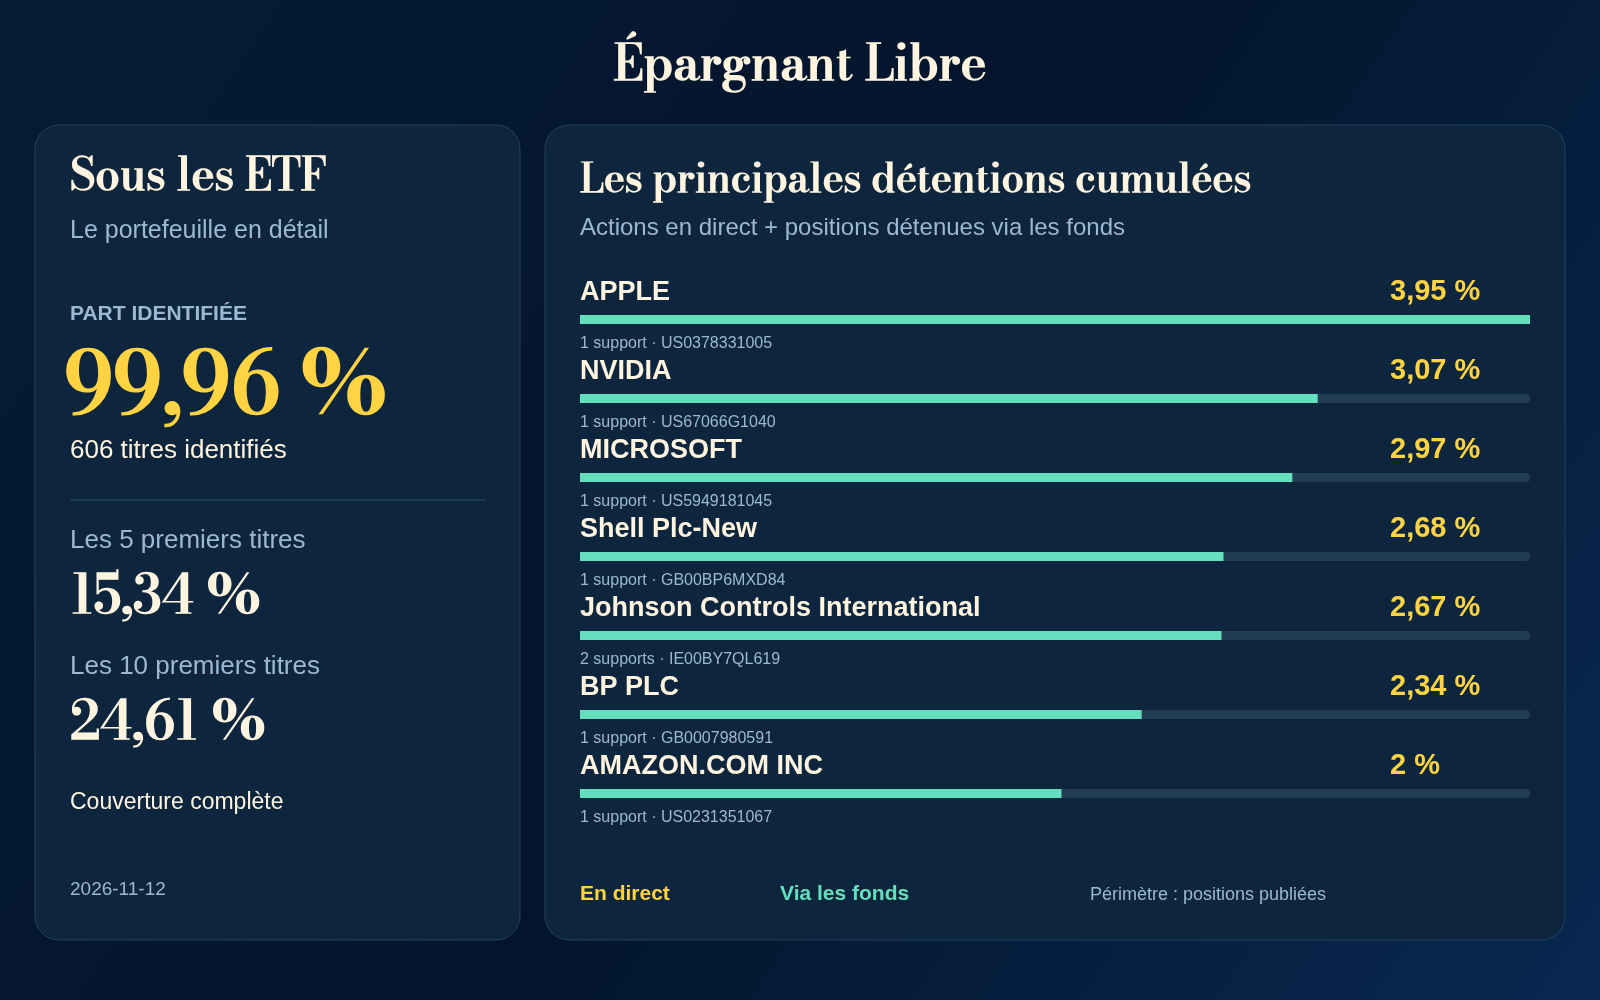 Épargnant Libre
Sous les ETF
Le portefeuille en détail
PART IDENTIFIÉE
99,96 %
606 titres identifiés
Les 5 premiers titres
15,34 %
Les 10 premiers titres
24,61 %
Couverture complète
2026-11-12
Les principales détentions cumulées
Actions en direct + positions détenues via les fonds
APPLE 3,95 %
1 support · US0378331005
NVIDIA 3,07 %
1 support · US67066G1040
MICROSOFT 2,97 %
1 support · US5949181045
Shell Plc-New 2,68 %
1 support · GB00BP6MXD84
Johnson Controls International 2,67 %
2 supports · IE00BY7QL619
BP PLC 2,34 %
1 support · GB0007980591
AMAZON.COM INC 2 %
1 support · US0231351067
En direct Via les fonds Périmètre : positions publiées